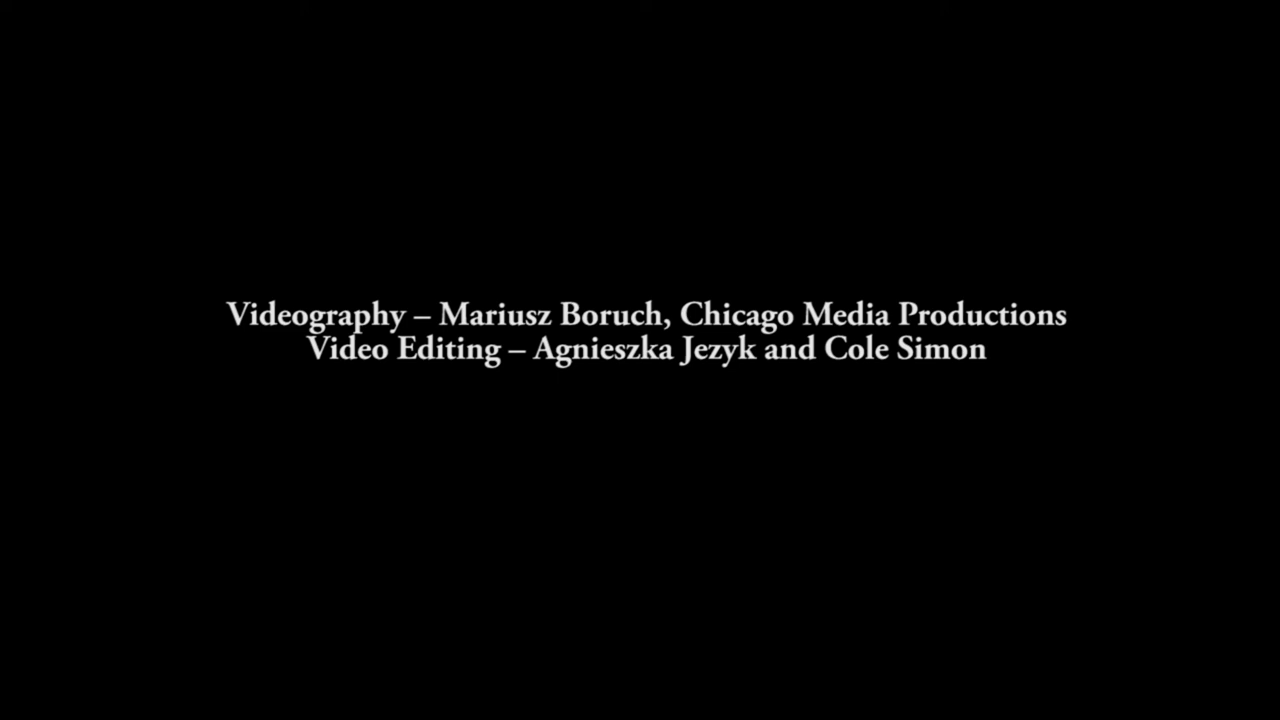 Videography – Mariusz Boruch, Chicago Media Productions
Video Editing – Agnieszka Jezyk and Cole Simon